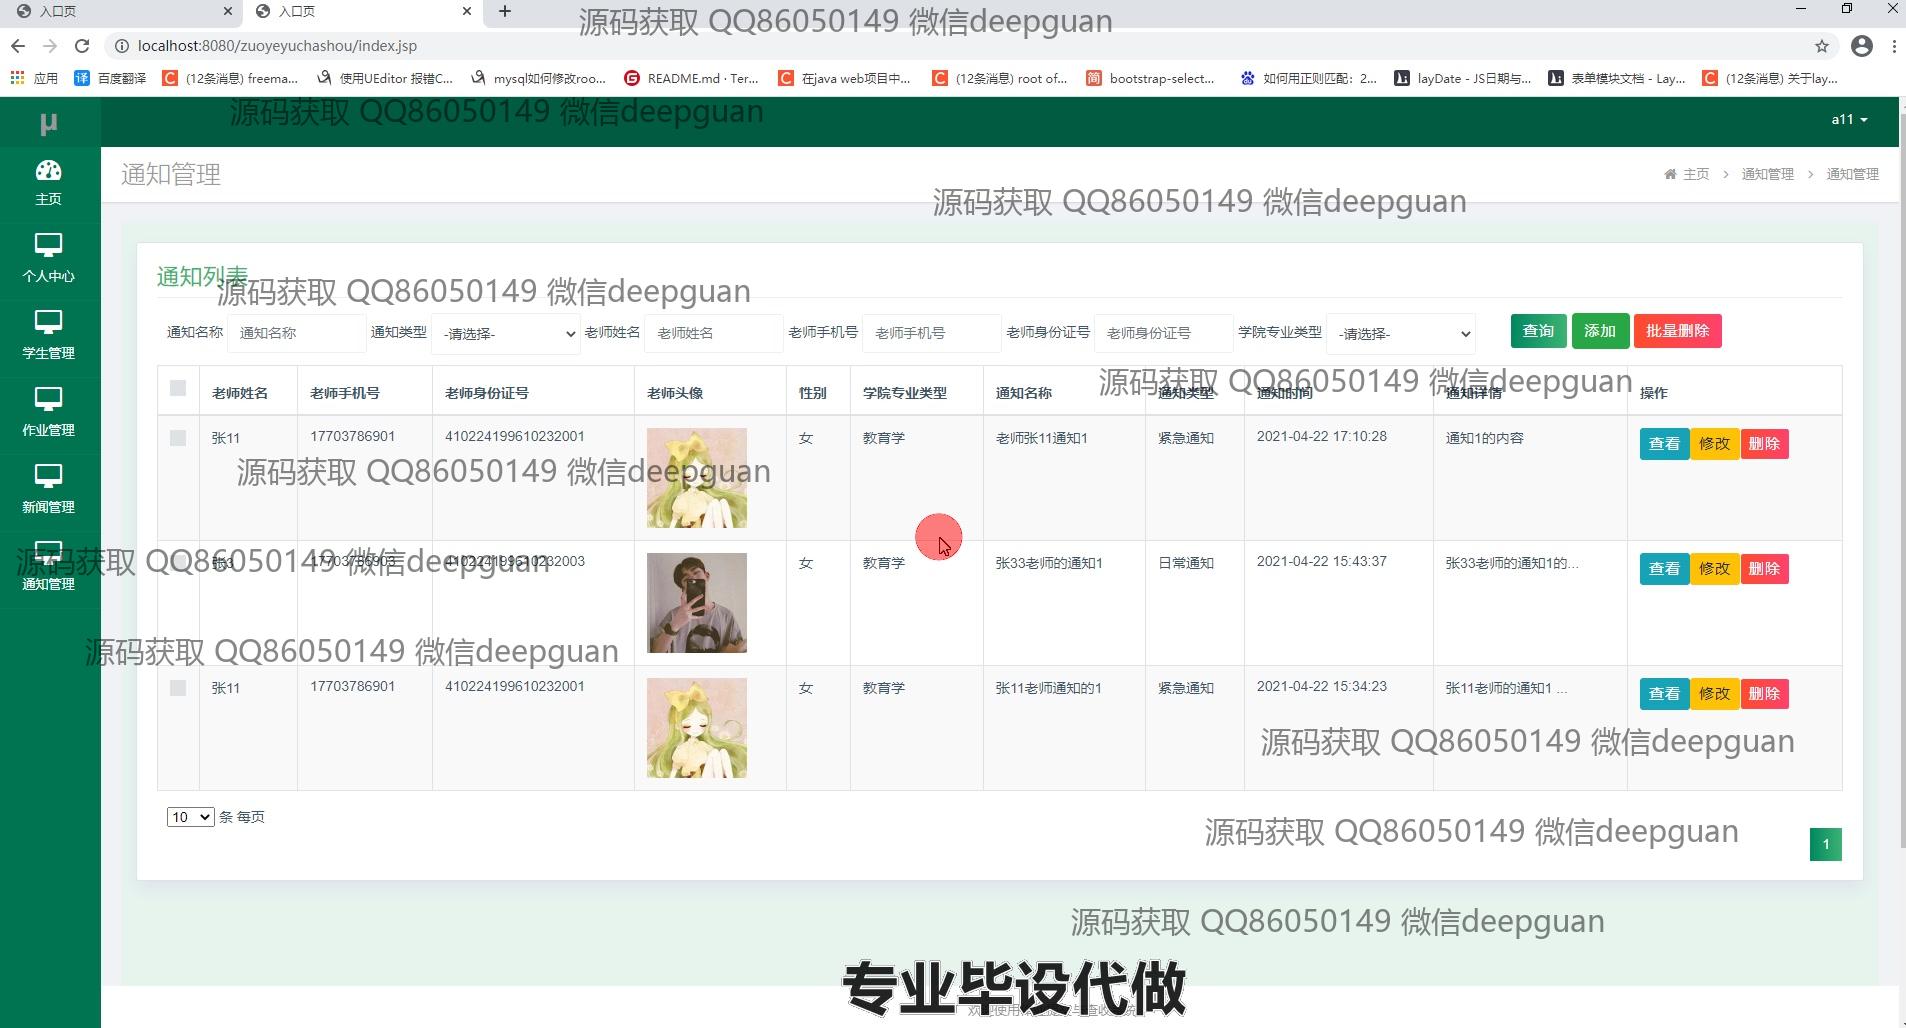 入口页
入口页
源码获取 QQ86050149 微信deepguan
localhost:8080/zuoyeyuchashou/index.jsp
应用 百度翻译 (12条消息) freema... 使用UEditor 报错C... mysql如何修改roo... README.md · Ter... 在java web项目中... (12条消息) root of... bootstrap-select... 如何用正则匹配：2... layDate - JS日期与... 表单模块文档 - Lay... (12条消息) 关于lay...
源码获取 QQ86050149 微信deepguan
μ
a11
主页
通知管理
主页 > 通知管理 > 通知管理
源码获取 QQ86050149 微信deepguan
个人中心
学生管理
作业管理
新闻管理
通知管理
通知列表
源码获取 QQ86050149 微信deepguan
通知名称 通知名称 通知类型 -请选择- 老师姓名 老师姓名 老师手机号 老师手机号 老师身份证号 老师身份证号 学院专业类型 -请选择- 查询 添加 批量删除
源码获取 QQ86050149 微信deepguan
老师姓名 老师手机号 老师身份证号 老师头像 性别 学院专业类型 通知名称 通知类型 通知时间 通知详情 操作
张11 17703786901 410224199610232001 女 教育学 老师张11通知1 紧急通知 2021-04-22 17:10:28 通知1的内容 查看 修改 删除
源码获取 QQ86050149 微信deepguan
张3 17703786903 410224199610232003 女 教育学 张33老师的通知1 日常通知 2021-04-22 15:43:37 张33老师的通知1的... 查看 修改 删除
源码获取 QQ86050149 微信deepguan
源码获取 QQ86050149 微信deepguan
张11 17703786901 410224199610232001 女 教育学 张11老师通知的1 紧急通知 2021-04-22 15:34:23 张11老师的通知1 ... 查看 修改 删除
源码获取 QQ86050149 微信deepguan
10 条 每页
源码获取 QQ86050149 微信deepguan
1
源码获取 QQ86050149 微信deepguan
专业毕设代做